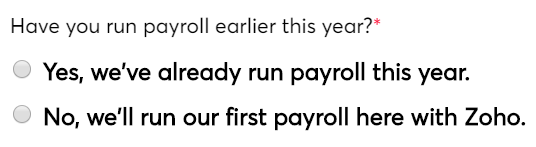 Have you run payroll earlier this year?*
Yes, we've already run payroll this year.
No, we'll run our first payroll here with Zoho.